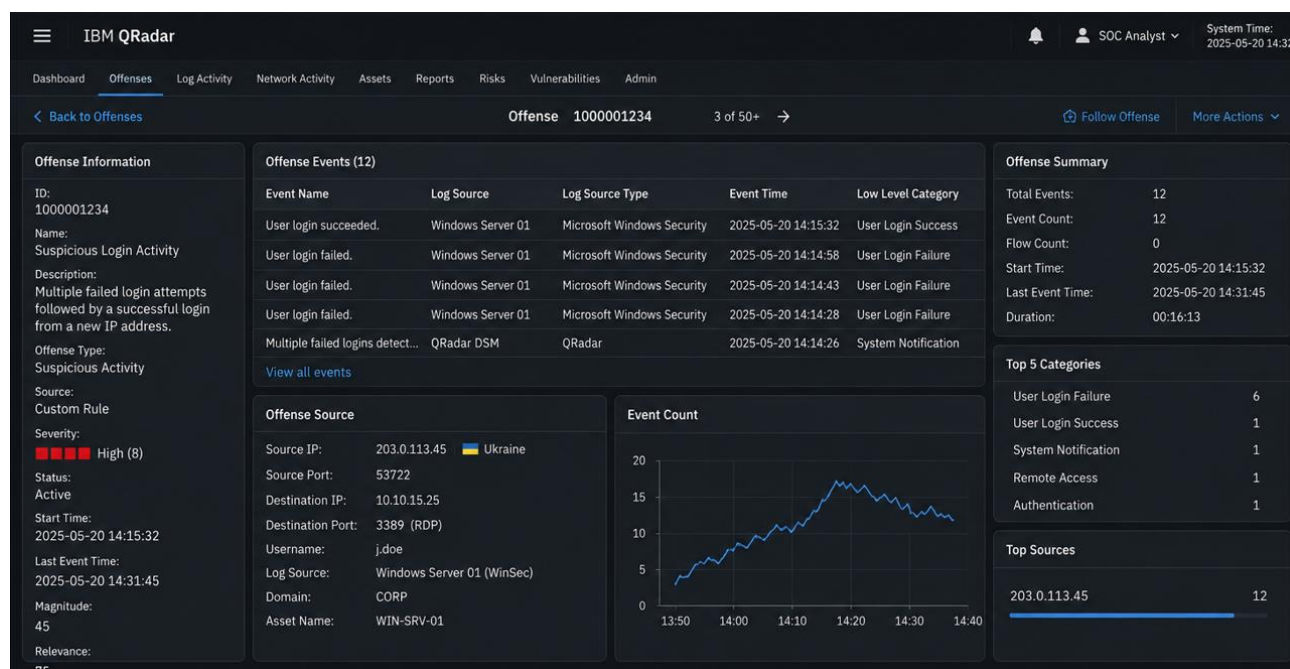 IBM QRadar
SOC Analyst
System Time:
2025-05-20 14:32
Dashboard Offenses Log Activity Network Activity Assets Reports Risks Vulnerabilities Admin
Back to Offenses
Offense 1000001234
3 of 50+
Follow Offense
More Actions
Offense Information
ID:
1000001234
Name:
Suspicious Login Activity
Description:
Multiple failed login attempts
followed by a successful login
from a new IP address.
Offense Type:
Suspicious Activity
Source:
Custom Rule
Severity:
High (8)
Status:
Active
Start Time:
2025-05-20 14:15:32
Last Event Time:
2025-05-20 14:31:45
Magnitude:
45
Relevance:
Offense Events (12)
Event Name Log Source Log Source Type Event Time Low Level Category
User login succeeded. Windows Server 01 Microsoft Windows Security 2025-05-20 14:15:32 User Login Success
User login failed. Windows Server 01 Microsoft Windows Security 2025-05-20 14:14:58 User Login Failure
User login failed. Windows Server 01 Microsoft Windows Security 2025-05-20 14:14:43 User Login Failure
User login failed. Windows Server 01 Microsoft Windows Security 2025-05-20 14:14:28 User Login Failure
Multiple failed logins detect... QRadar DSM QRadar 2025-05-20 14:14:26 System Notification
View all events
Offense Source
Source IP: 203.0.113.45 Ukraine
Source Port: 53722
Destination IP: 10.10.15.25
Destination Port: 3389 (RDP)
Username: j.doe
Log Source: Windows Server 01 (WinSec)
Domain: CORP
Asset Name: WIN-SRV-01
Event Count
20
15
10
5
0
13:50 14:00 14:10 14:20 14:30 14:40
Offense Summary
Total Events: 12
Event Count: 12
Flow Count: 0
Start Time: 2025-05-20 14:15:32
Last Event Time: 2025-05-20 14:31:45
Duration: 00:16:13
Top 5 Categories
User Login Failure 6
User Login Success 1
System Notification 1
Remote Access 1
Authentication 1
Top Sources
203.0.113.45 12